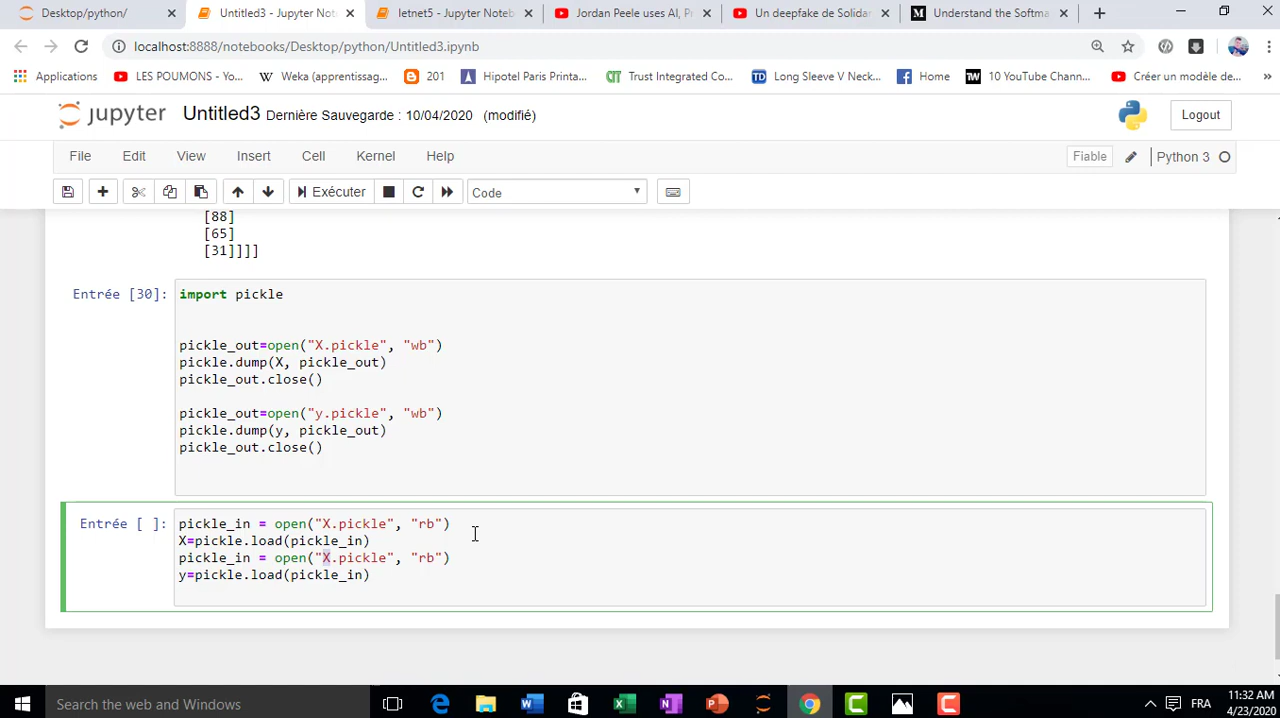 Desktop/python/
Untitled3 - Jupyter Not
letnet5 - Jupyter Notebook
Jordan Peele uses AI, Pr
Un deepfake de Solidar
Understand the Softma
localhost:8888/notebooks/Desktop/python/Untitled3.ipynb
Applications
LES POUMONS - Yo...
Weka (apprentissag...
201
Hipotel Paris Printa...
Trust Integrated Co...
Long Sleeve V Neck...
Home
10 YouTube Chann...
Créer un modèle de...
»
jupyter Untitled3 Dernière Sauvegarde : 10/04/2020 (modifié)
Logout
File Edit View Insert Cell Kernel Help
Fiable
Python 3
Exécuter
Code
[88]
[65]
[31]]]]
Entrée [30]:
import pickle
pickle_out=open("X.pickle", "wb")
pickle.dump(X, pickle_out)
pickle_out.close()
pickle_out=open("y.pickle", "wb")
pickle.dump(y, pickle_out)
pickle_out.close()
Entrée [ ]:
pickle_in = open("X.pickle", "rb")
X=pickle.load(pickle_in)
pickle_in = open("X.pickle", "rb")
y=pickle.load(pickle_in)
Search the web and Windows
FRA
11:32 AM
4/23/2020